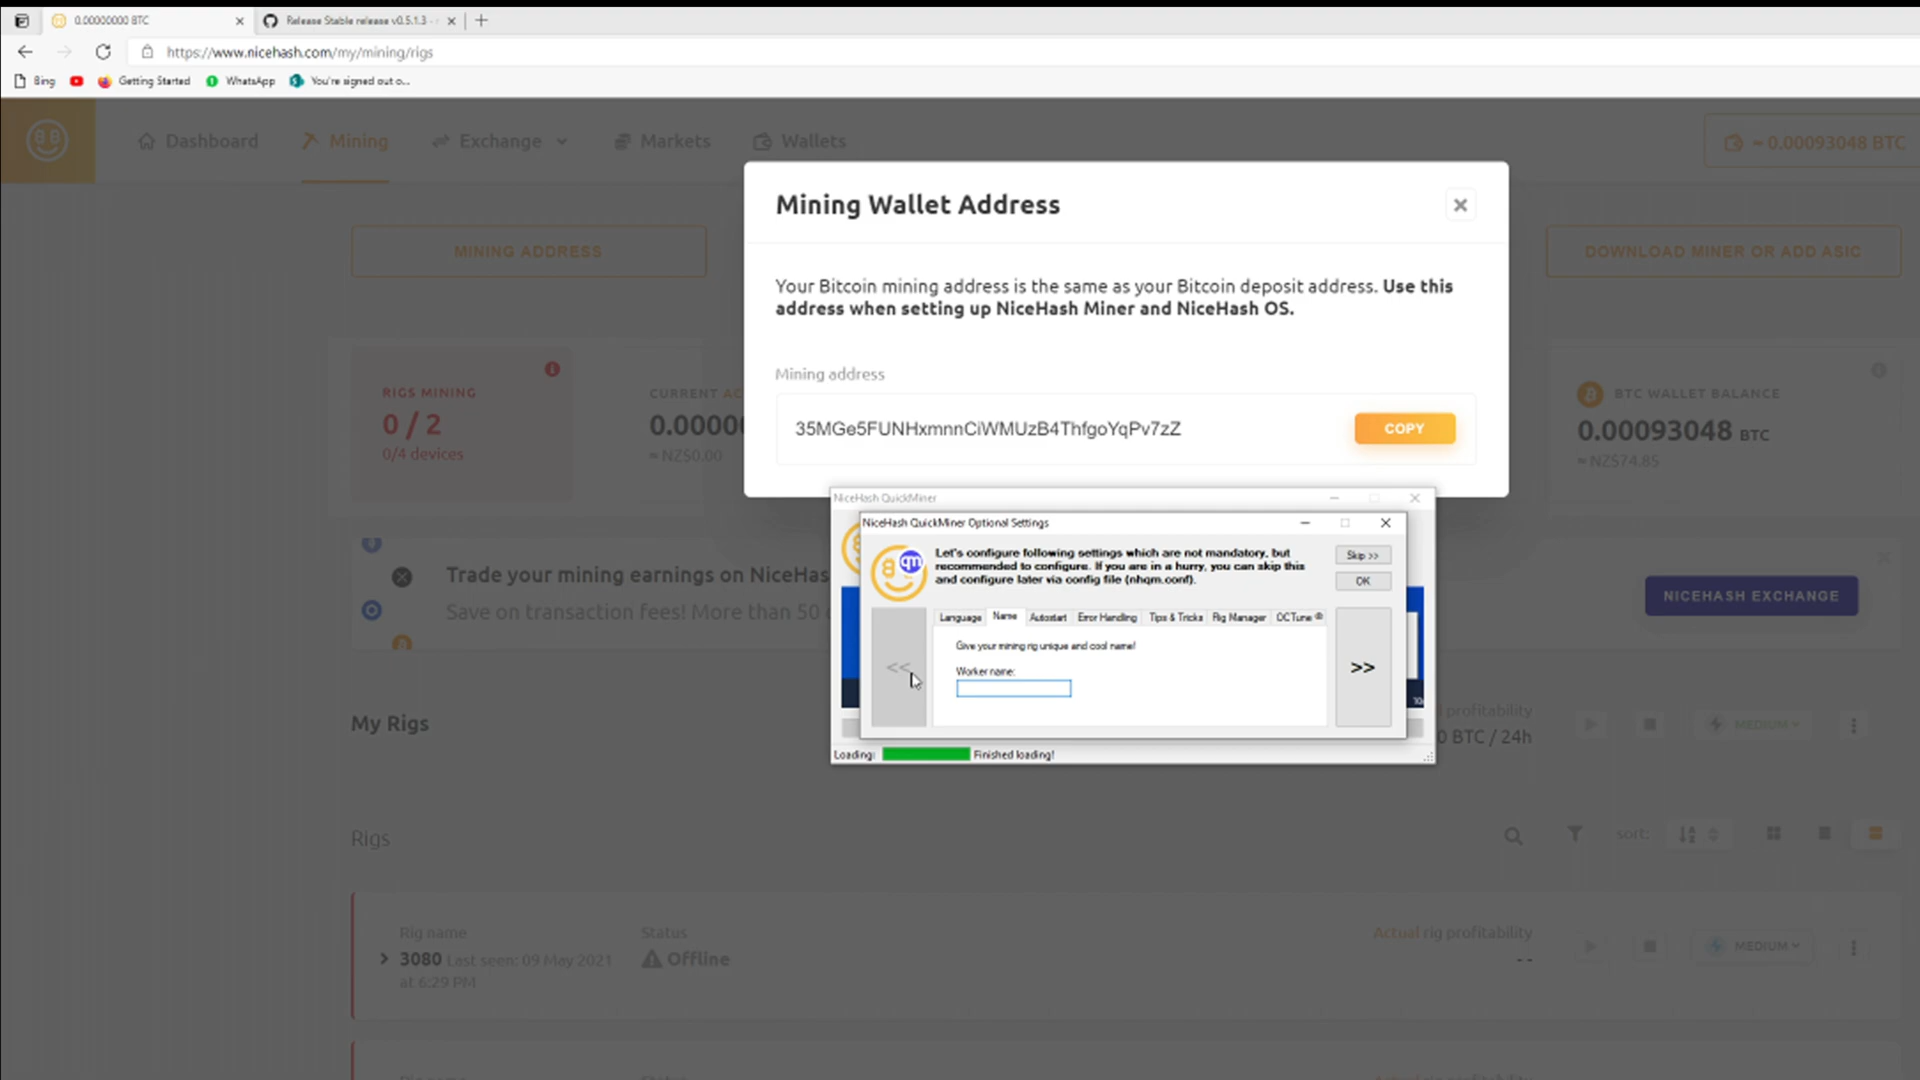 0.00000000 BTC
Release Stable release v0.5.1.3 -
https://www.nicehash.com/my/mining/rigs
Bing
Getting Started
WhatsApp
You're signed out o...
Dashboard
Mining
Exchange
Markets
Wallets
≈ 0.00093048 BTC
Mining Wallet Address
MINING ADDRESS
DOWNLOAD MINER OR ADD ASIC
Your Bitcoin mining address is the same as your Bitcoin deposit address. Use this
address when setting up NiceHash Miner and NiceHash OS.
Mining address
35MGe5FUNHxmnnCiWMUzB4ThfgoYqPv7zZ
COPY
RIGS MINING
0 / 2
0/4 devices
CURRENT AC
0.0000
≈ NZ$0.00
BTC WALLET BALANCE
0.00093048 BTC
≈ NZ$74.85
NiceHash QuickMiner
NiceHash QuickMiner Optional Settings
Let's configure following settings which are not mandatory, but
recommended to configure. If you are in a hurry, you can skip this
and configure later via config file (nhqm.conf).
Skip >>
OK
Language
Name
Autostart
Error Handling
Tips & Tricks
Rig Manager
OCTune ®
Give your mining rig unique and cool name!
Worker name:
<<
>>
Loading:
Finished loading!
Trade your mining earnings on NiceHas
Save on transaction fees! More than 50
NICEHASH EXCHANGE
My Rigs
profitability
0 BTC / 24h
MEDIUM
Rigs
sort:
Rig name
3080 Last seen: 09 May 2021
at 6:29 PM
Status
Offline
Actual rig profitability
- -
MEDIUM